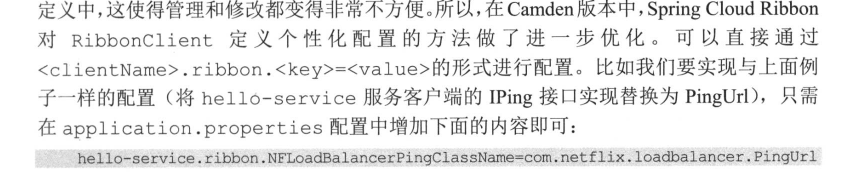 定义中,这使得管理和修改都变得非常不方便。所以,在Camden版本中,Spring Cloud Ribbon
对 RibbonClient 定义个性化配置的方法做了进一步优化。可以直接通过
<clientName>.ribbon.<key>=<value>的形式进行配置。比如我们要实现与上面例
子一样的配置(将 hello-service 服务客户端的 IPing 接口实现替换为 PingUrl),只需
在 application.properties 配置中增加下面的内容即可:
hello-service.ribbon.NFLoadBalancerPingClassName=com.netflix.loadbalancer.PingUrl